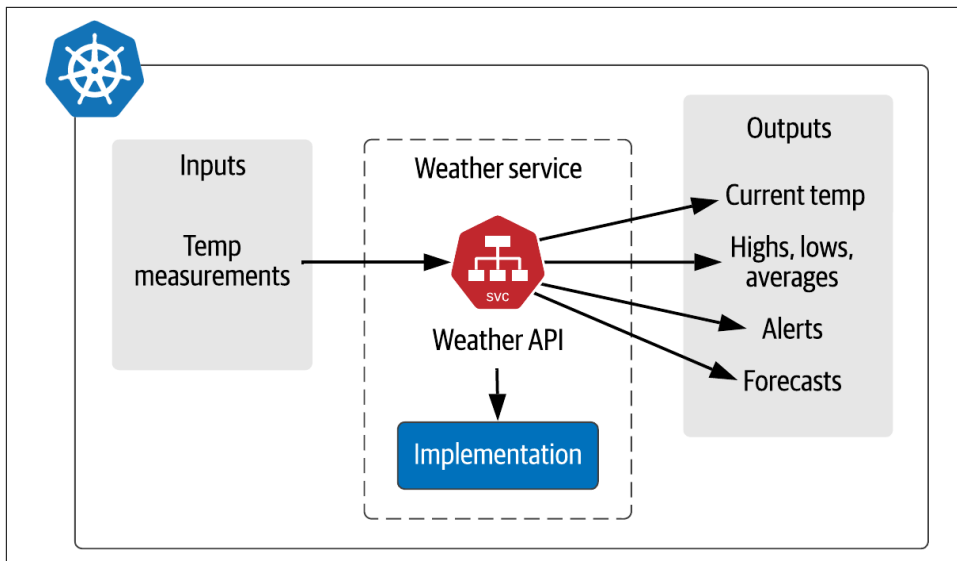 Inputs
Temp
measurements
Weather service
svc
Weather API
Implementation
Outputs
Current temp
Highs, lows,
averages
Alerts
Forecasts